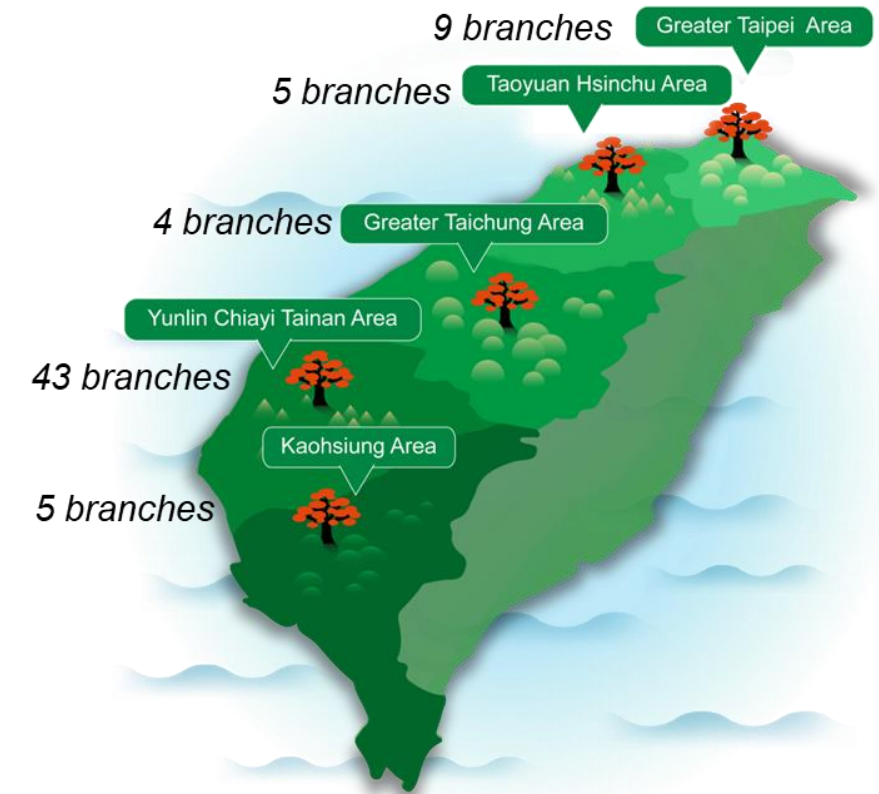 9 branches
Greater Taipei Area
5 branches
Taoyuan Hsinchu Area
4 branches
Greater Taichung Area
Yunlin Chiayi Tainan Area
43 branches
Kaohsiung Area
5 branches